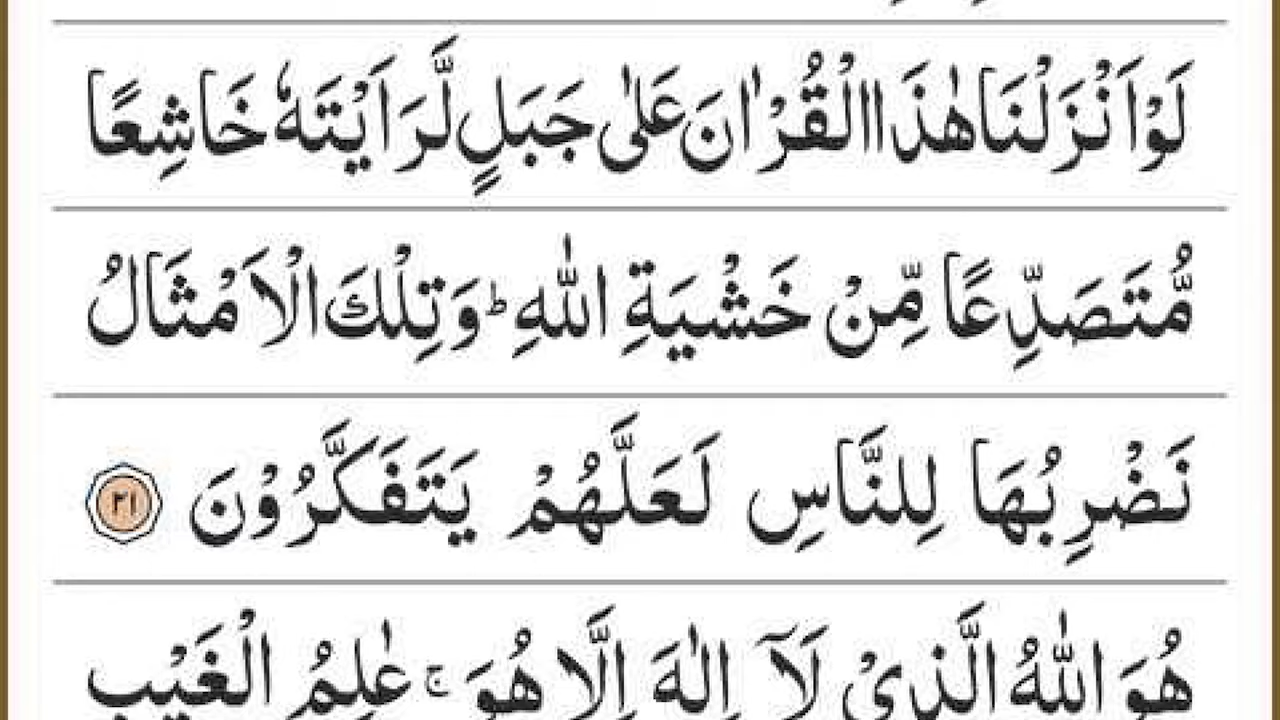 لَوْ اَنْزَلْنَا هٰذَا الْقُرْاٰنَ عَلٰى جَبَلٍ لَّرَاَيْتَهٗ خَاشِعًا
مُّتَصَدِّعًا مِّنْ خَشْيَةِ اللّٰهِ ؕ وَتِلْكَ الْاَمْثَالُ
نَضْرِبُهَا لِلنَّاسِ لَعَلَّهُمْ يَتَفَكَّرُوْنَ ٢١
هُوَ اللّٰهُ الَّذِىْ لَآ اِلٰهَ اِلَّا هُوَ ۚ عٰلِمُ الْغَيْبِ